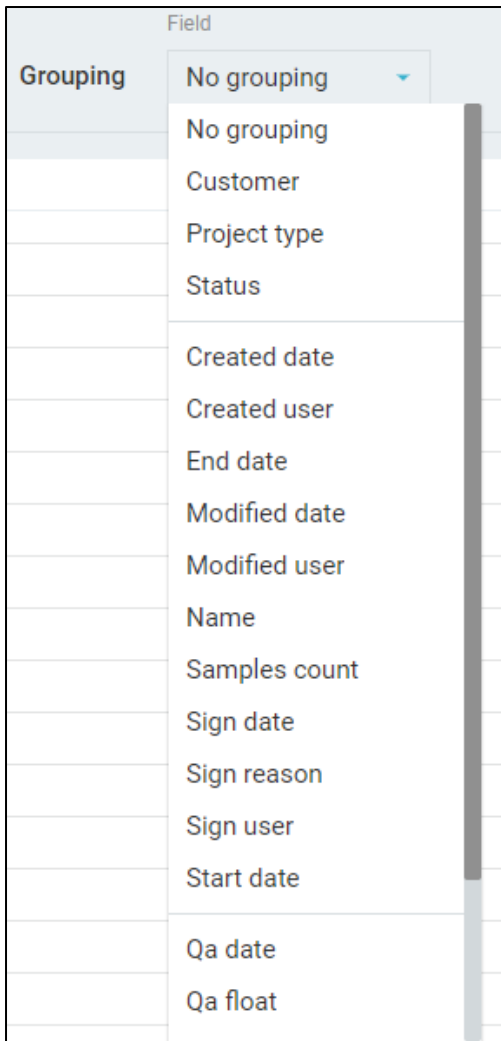 Field
Grouping No grouping
No grouping
Customer
Project type
Status
Created date
Created user
End date
Modified date
Modified user
Name
Samples count
Sign date
Sign reason
Sign user
Start date
Qa date
Qa float